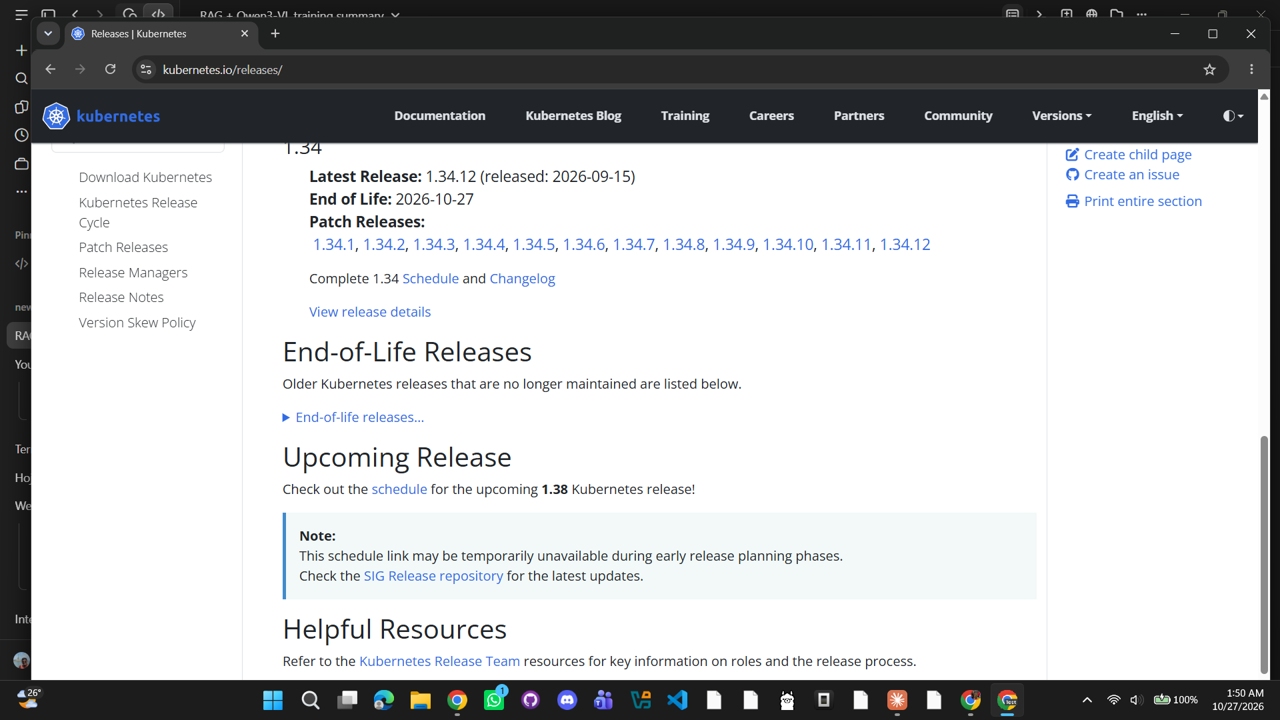 RAG + Qwen3-VL training summary
Releases | Kubernetes
kubernetes.io/releases/
kubernetes
Documentation
Kubernetes Blog
Training
Careers
Partners
Community
Versions
English
1.34
Latest Release: 1.34.12 (released: 2026-09-15)
End of Life: 2026-10-27
Patch Releases:
1.34.1, 1.34.2, 1.34.3, 1.34.4, 1.34.5, 1.34.6, 1.34.7, 1.34.8, 1.34.9, 1.34.10, 1.34.11, 1.34.12
Complete 1.34 Schedule and Changelog
View release details
End-of-Life Releases
Older Kubernetes releases that are no longer maintained are listed below.
End-of-life releases...
Upcoming Release
Check out the schedule for the upcoming 1.38 Kubernetes release!
Note:
This schedule link may be temporarily unavailable during early release planning phases.
Check the SIG Release repository for the latest updates.
Helpful Resources
Refer to the Kubernetes Release Team resources for key information on roles and the release process.
Download Kubernetes
Kubernetes Release
Cycle
Patch Releases
Release Managers
Release Notes
Version Skew Policy
Create child page
Create an issue
Print entire section
26°
1
100%
1:50 AM
10/27/2026